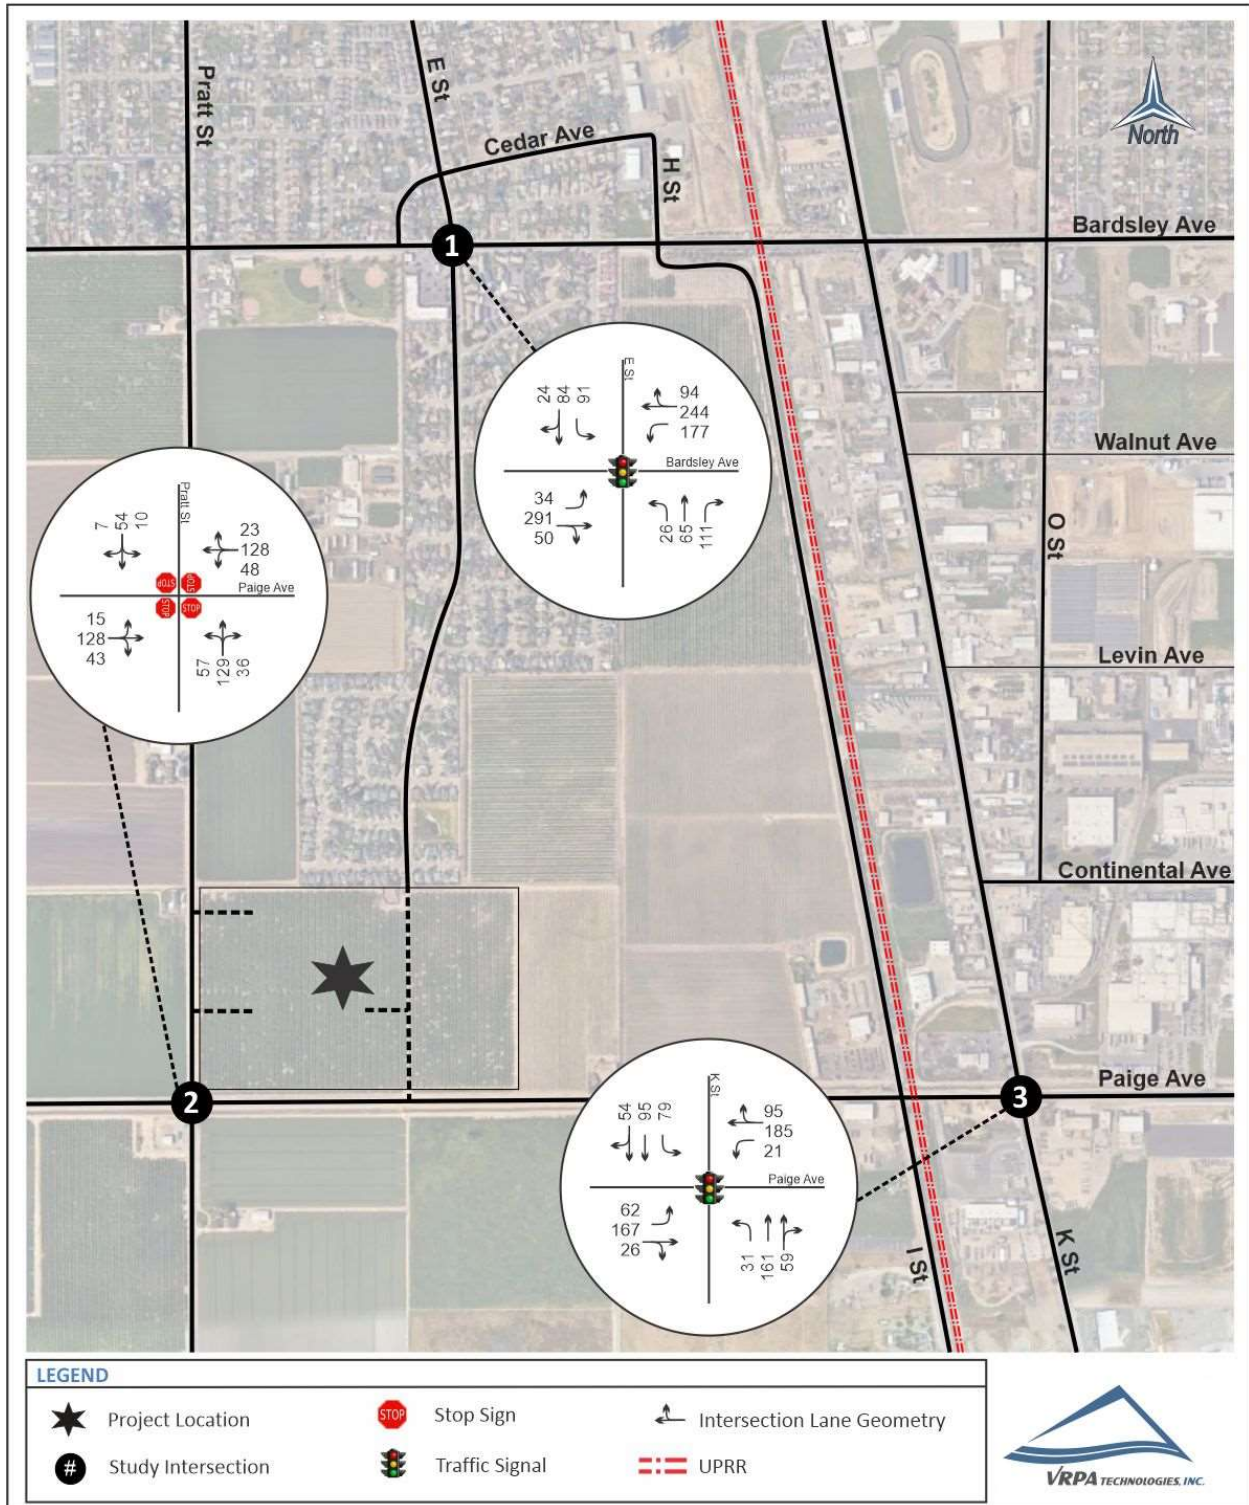 Pratt St
E St
Cedar Ave
H St
North
Bardsley Ave
1
E St
24
84
91
94
244
177
Bardsley Ave
34
291
50
26
65
111
Walnut Ave
O St
Pratt St
7
54
10
23
128
48
STOP
STOP
Paige Ave
STOP
STOP
15
128
43
57
129
36
Levin Ave
Continental Ave
Paige Ave
2
3
K St
54
95
79
95
185
21
Paige Ave
62
167
26
31
161
59
I St
K St
LEGEND
Project Location
STOP
Stop Sign
Intersection Lane Geometry
#
Study Intersection
Traffic Signal
UPRR
VRPA TECHNOLOGIES, INC.